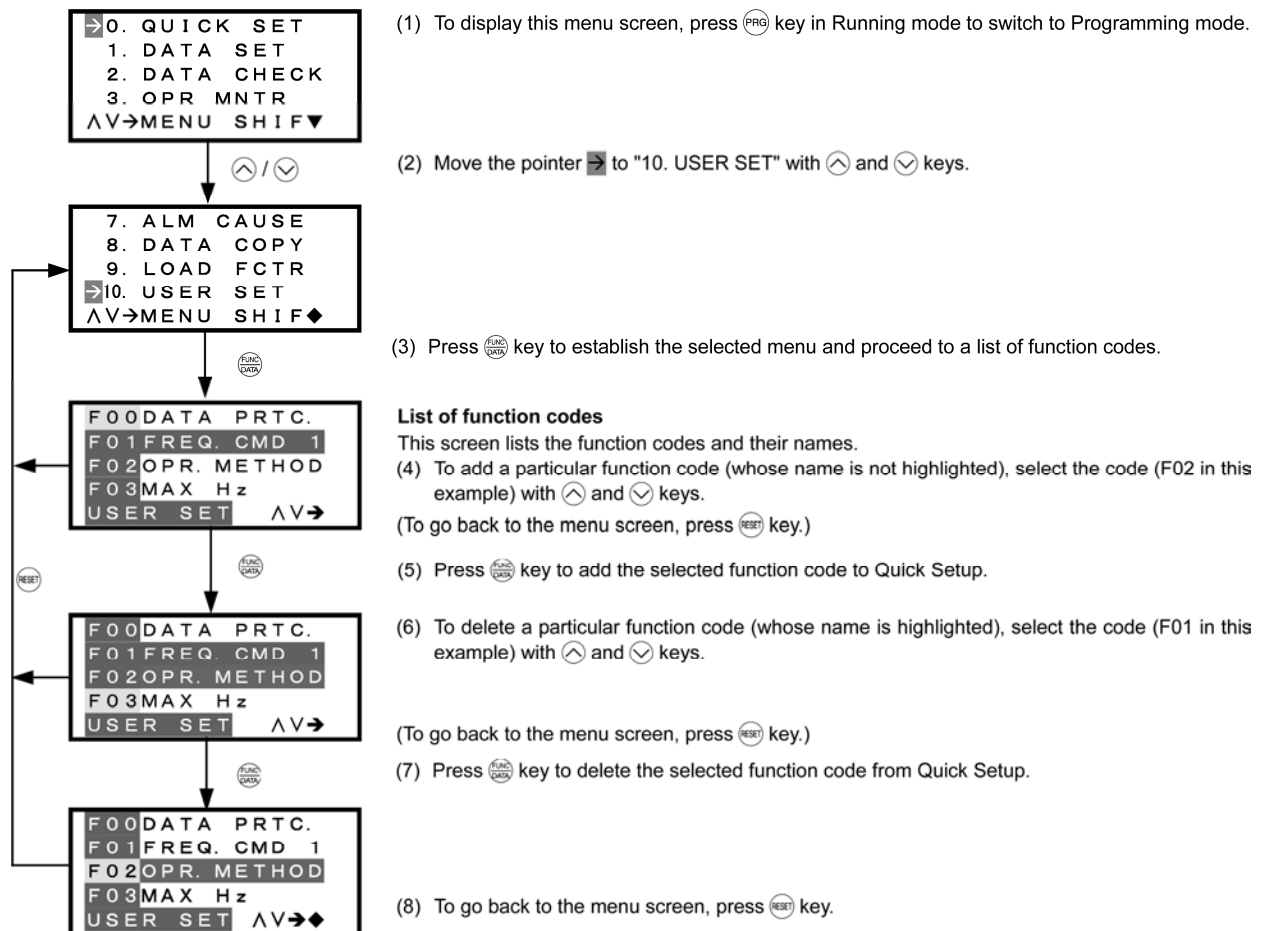 →0. QUICK SET
1. DATA SET
2. DATA CHECK
3. OPR MNTR
∧∨→MENU SHIF▼
(1) To display this menu screen, press PRG key in Running mode to switch to Programming mode.
∧ / ∨
(2) Move the pointer → to "10. USER SET" with ∧ and ∨ keys.
7. ALM CAUSE
8. DATA COPY
9. LOAD FCTR
→10. USER SET
∧∨→MENU SHIF◆
FUNC DATA
(3) Press FUNC DATA key to establish the selected menu and proceed to a list of function codes.
F00DATA PRTC.
F01FREQ. CMD 1
F02OPR. METHOD
F03MAX Hz
USER SET ∧∨→
List of function codes
This screen lists the function codes and their names.
(4) To add a particular function code (whose name is not highlighted), select the code (F02 in this
example) with ∧ and ∨ keys.
(To go back to the menu screen, press RESET key.)
RESET
FUNC DATA
(5) Press FUNC DATA key to add the selected function code to Quick Setup.
F00DATA PRTC.
F01FREQ. CMD 1
F02OPR. METHOD
F03MAX Hz
USER SET ∧∨→
(6) To delete a particular function code (whose name is highlighted), select the code (F01 in this
example) with ∧ and ∨ keys.
(To go back to the menu screen, press RESET key.)
FUNC DATA
(7) Press FUNC DATA key to delete the selected function code from Quick Setup.
F00DATA PRTC.
F01FREQ. CMD 1
F02OPR. METHOD
F03MAX Hz
USER SET ∧∨→◆
(8) To go back to the menu screen, press RESET key.